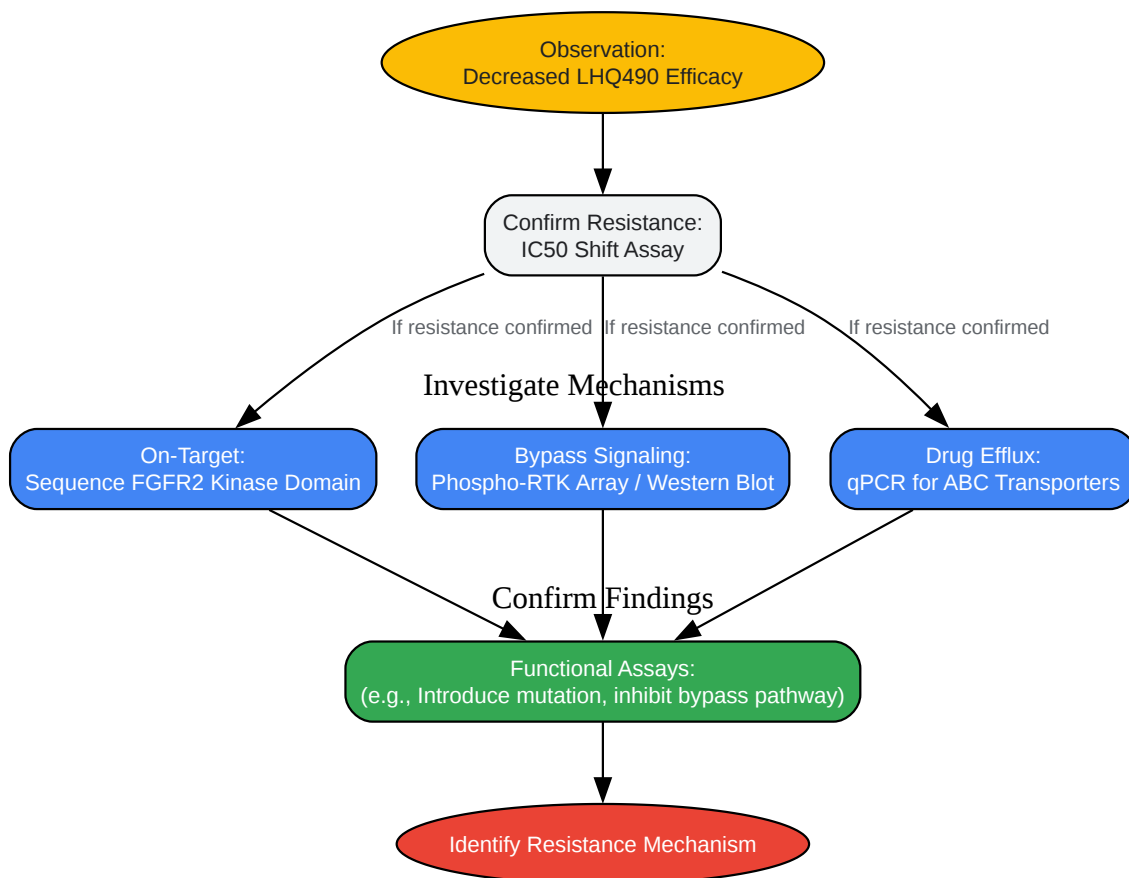 Observation:
Decreased LHQ490 Efficacy
Confirm Resistance:
IC50 Shift Assay
If resistance confirmed
If resistance confirmed
If resistance confirmed
Investigate Mechanisms
On-Target:
Sequence FGFR2 Kinase Domain
Bypass Signaling:
Phospho-RTK Array / Western Blot
Drug Efflux:
qPCR for ABC Transporters
Confirm Findings
Functional Assays:
(e.g., Introduce mutation, inhibit bypass pathway)
Identify Resistance Mechanism